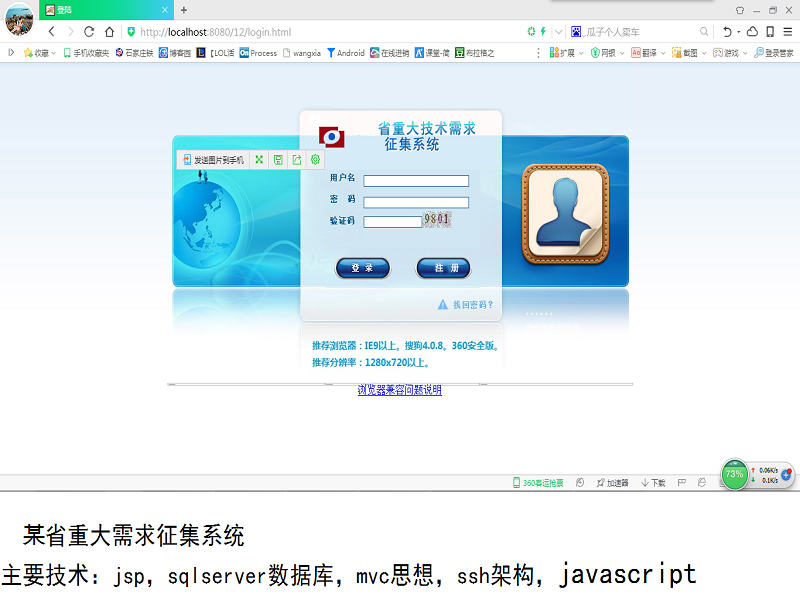 登陆
http://localhost:8080/12/login.html
瓜子个人卖车
收藏 手机收藏夹 石家庄铁 博客园 【LOL活 Process wangxia Android 在线进销 课堂-简 布拉格之 扩展 网银 翻译 截图 游戏 登录管家
省重大技术需求
征集系统
发送图片到手机
用户名
密 码
验证码 9801
登 录 注 册
找回密码?
推荐浏览器：IE9以上。搜狗4.0.8。360安全版。
推荐分辨率：1280x720以上。
浏览器兼容问题说明
360春运抢票 加速器 下载 73% 0.06K/s
0.1K/s
某省重大需求征集系统
主要技术：jsp，sqlserver数据库，mvc思想，ssh架构，javascript